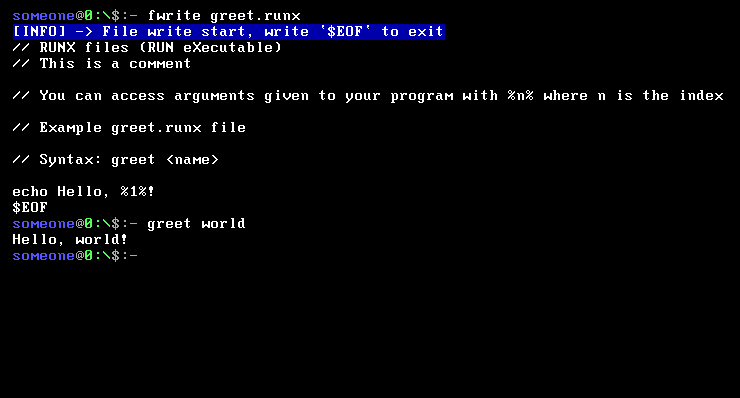 someone@0:\$:- fwrite greet.runx
[INFO] -> File write start, write '$EOF' to exit
// RUNX files (RUN eXecutable)
// This is a comment
// You can access arguments given to your program with %n% where n is the index
// Example greet.runx file
// Syntax: greet <name>
echo Hello, %1%!
$EOF
someone@0:\$:- greet world
Hello, world!
someone@0:\$:-